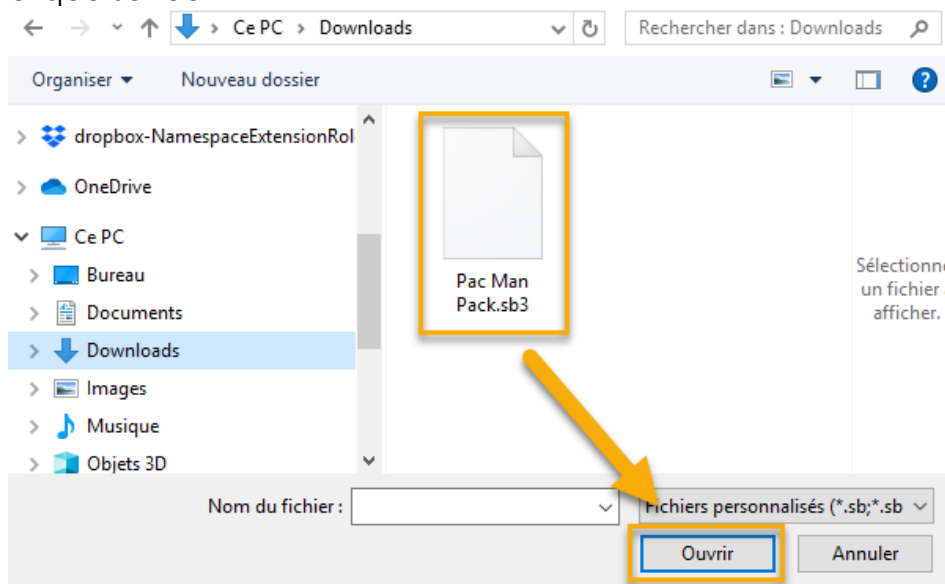 Ce PC > Downloads
Rechercher dans : Downloads
Organiser
Nouveau dossier
dropbox-NamespaceExtensionRol
OneDrive
Ce PC
Bureau
Documents
Downloads
Images
Musique
Objets 3D
Pac Man
Pack.sb3
Sélectionne
un fichier
afficher.
Nom du fichier :
Fichiers personnalisés (*.sb;*.sb
Ouvrir
Annuler